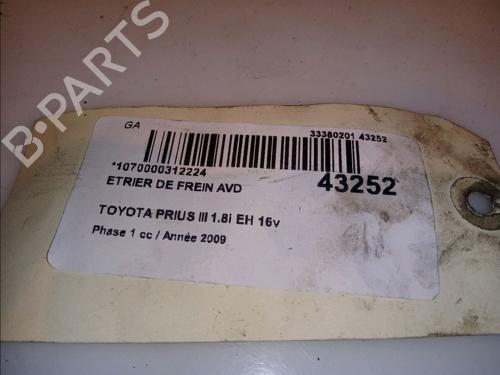 B-PARTS
GA
33380201 43252
*1070000312224
43252
ETRIER DE FREIN AVD
TOYOTA PRIUS III 1.8i EH 16v
Phase 1 cc / Année 2009